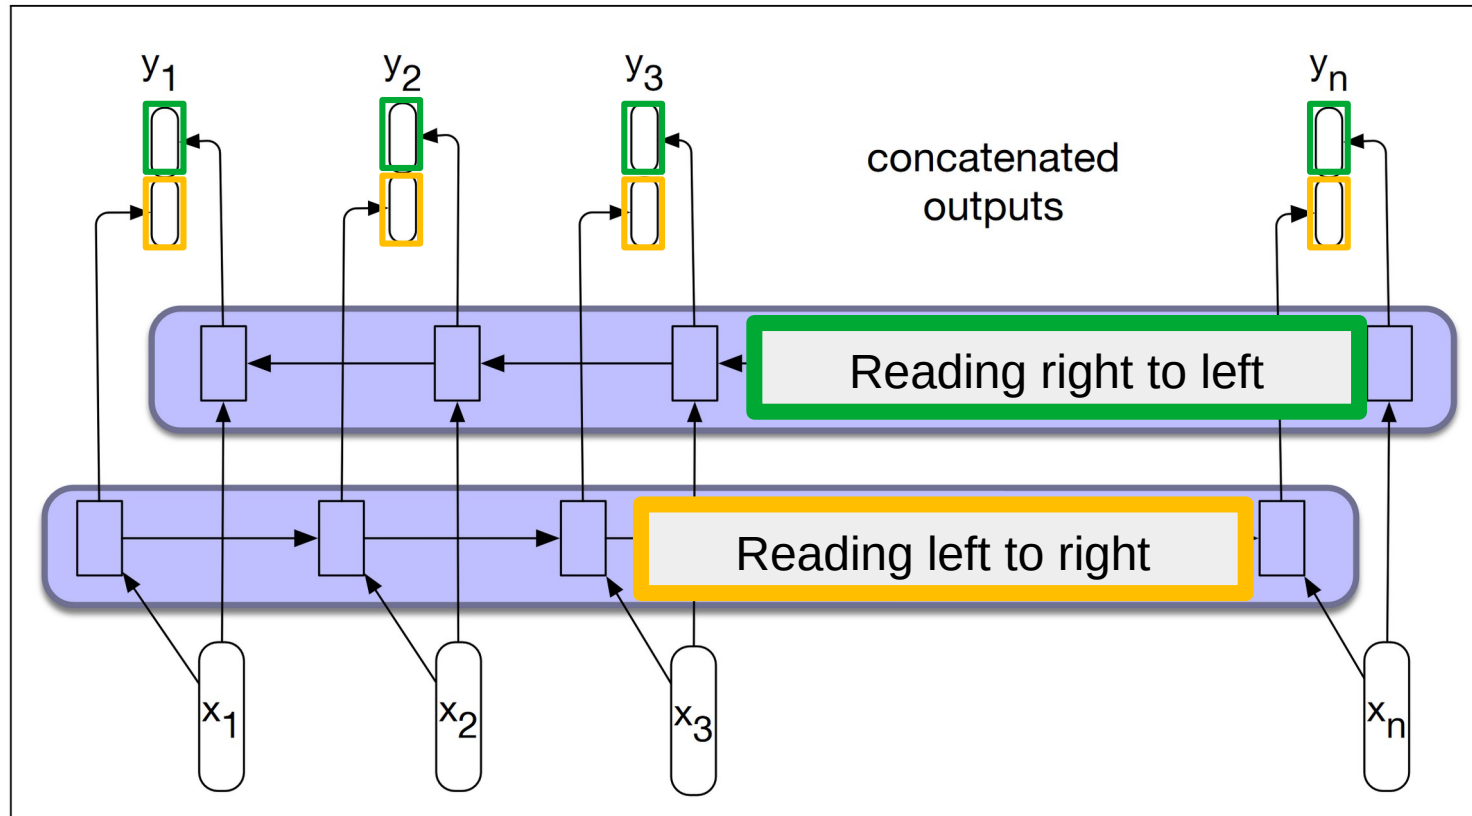 y1 y2 y3 yn
concatenated
outputs
Reading right to left
Reading left to right
x1 x2 x3 xn